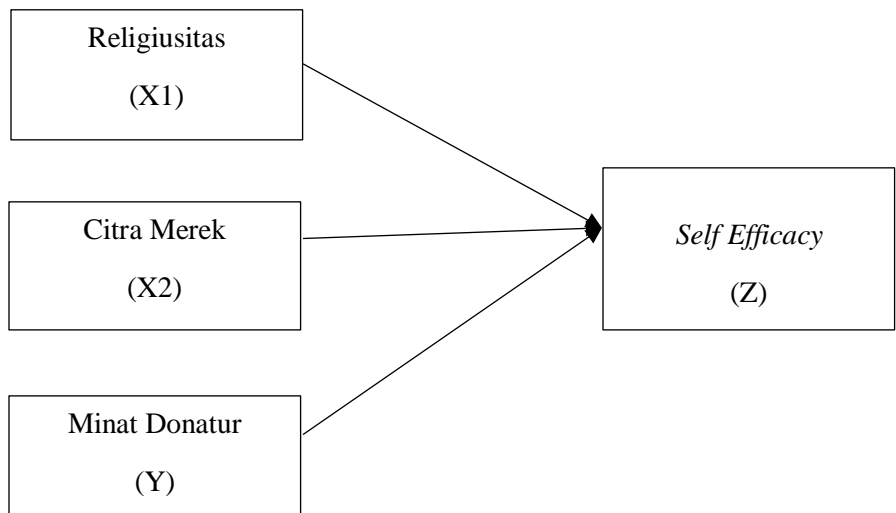 Religiusitas
(X1)
Citra Merek
(X2)
Self Efficacy
(Z)
Minat Donatur
(Y)